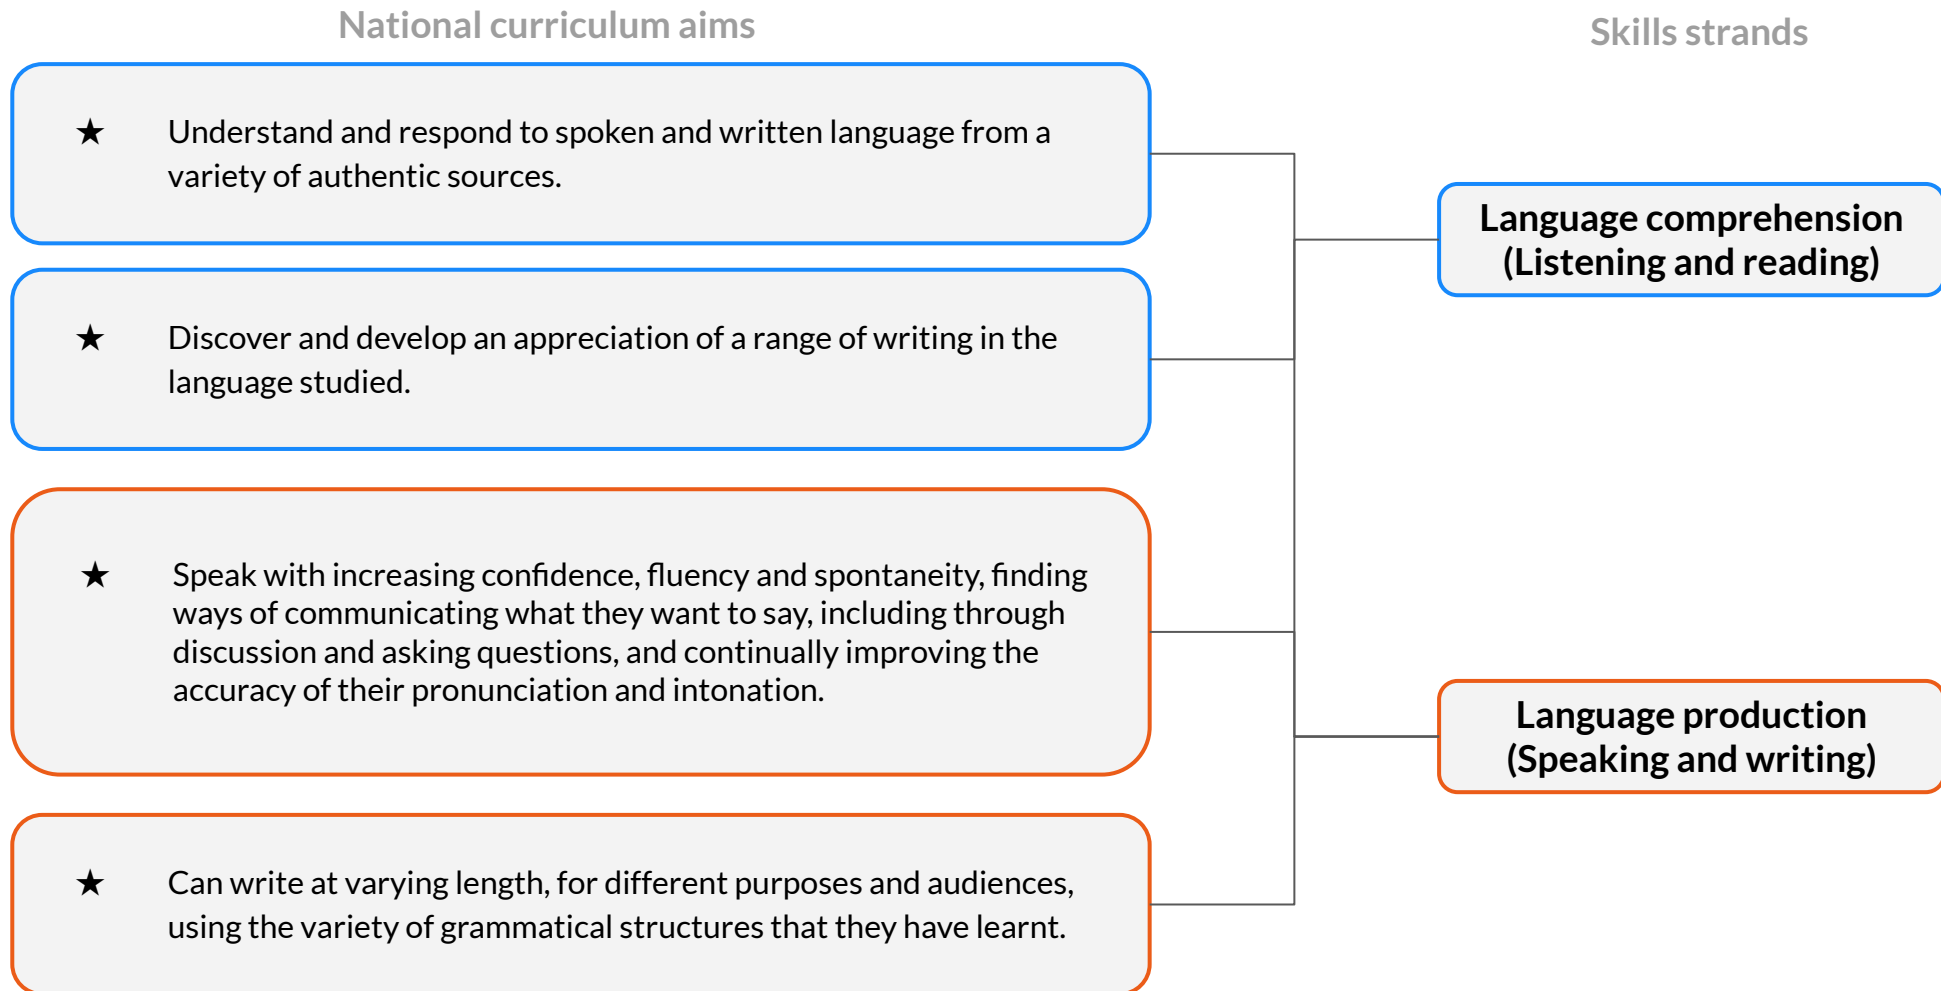 National curriculum aims
Skills strands
★ Understand and respond to spoken and written language from a
variety of authentic sources.
Language comprehension
(Listening and reading)
★ Discover and develop an appreciation of a range of writing in the
language studied.
★ Speak with increasing confidence, fluency and spontaneity, finding
ways of communicating what they want to say, including through
discussion and asking questions, and continually improving the
accuracy of their pronunciation and intonation.
Language production
(Speaking and writing)
★ Can write at varying length, for different purposes and audiences,
using the variety of grammatical structures that they have learnt.